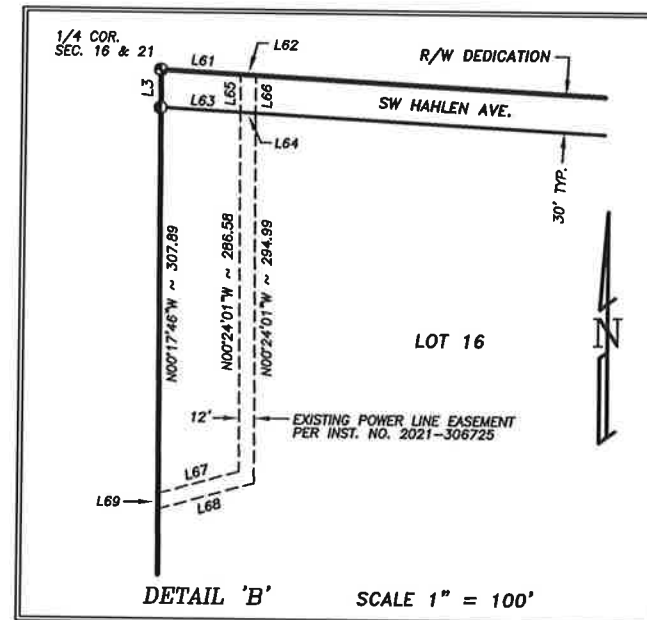 1/4 COR.
SEC. 16 & 21
L61
L62
R/W DEDICATION
L3
L63
L65
L66
SW HAHLEN AVE.
L64
30' TYP.
N00°17'46"W ~ 307.89
N00°24'01"W ~ 286.58
N00°24'01"W ~ 294.99
LOT 16
N
12'
EXISTING POWER LINE EASEMENT
PER INST. NO. 2021-306725
L67
L69
L68
DETAIL 'B'
SCALE 1" = 100'